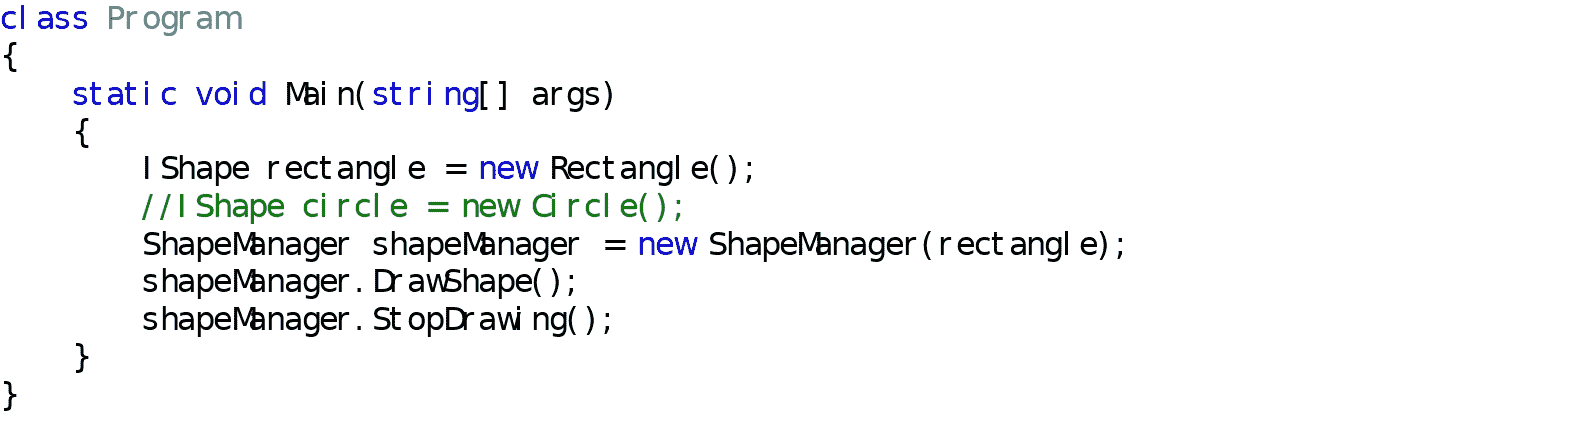 class Program
{
    static void Main(string[] args)
    {
        IShape rectangle = new Rectangle();
        //IShape circle = new Circle();
        ShapeManager shapeManager = new ShapeManager(rectangle);
        shapeManager.DrawShape();
        shapeManager.StopDrawing();
    }
}